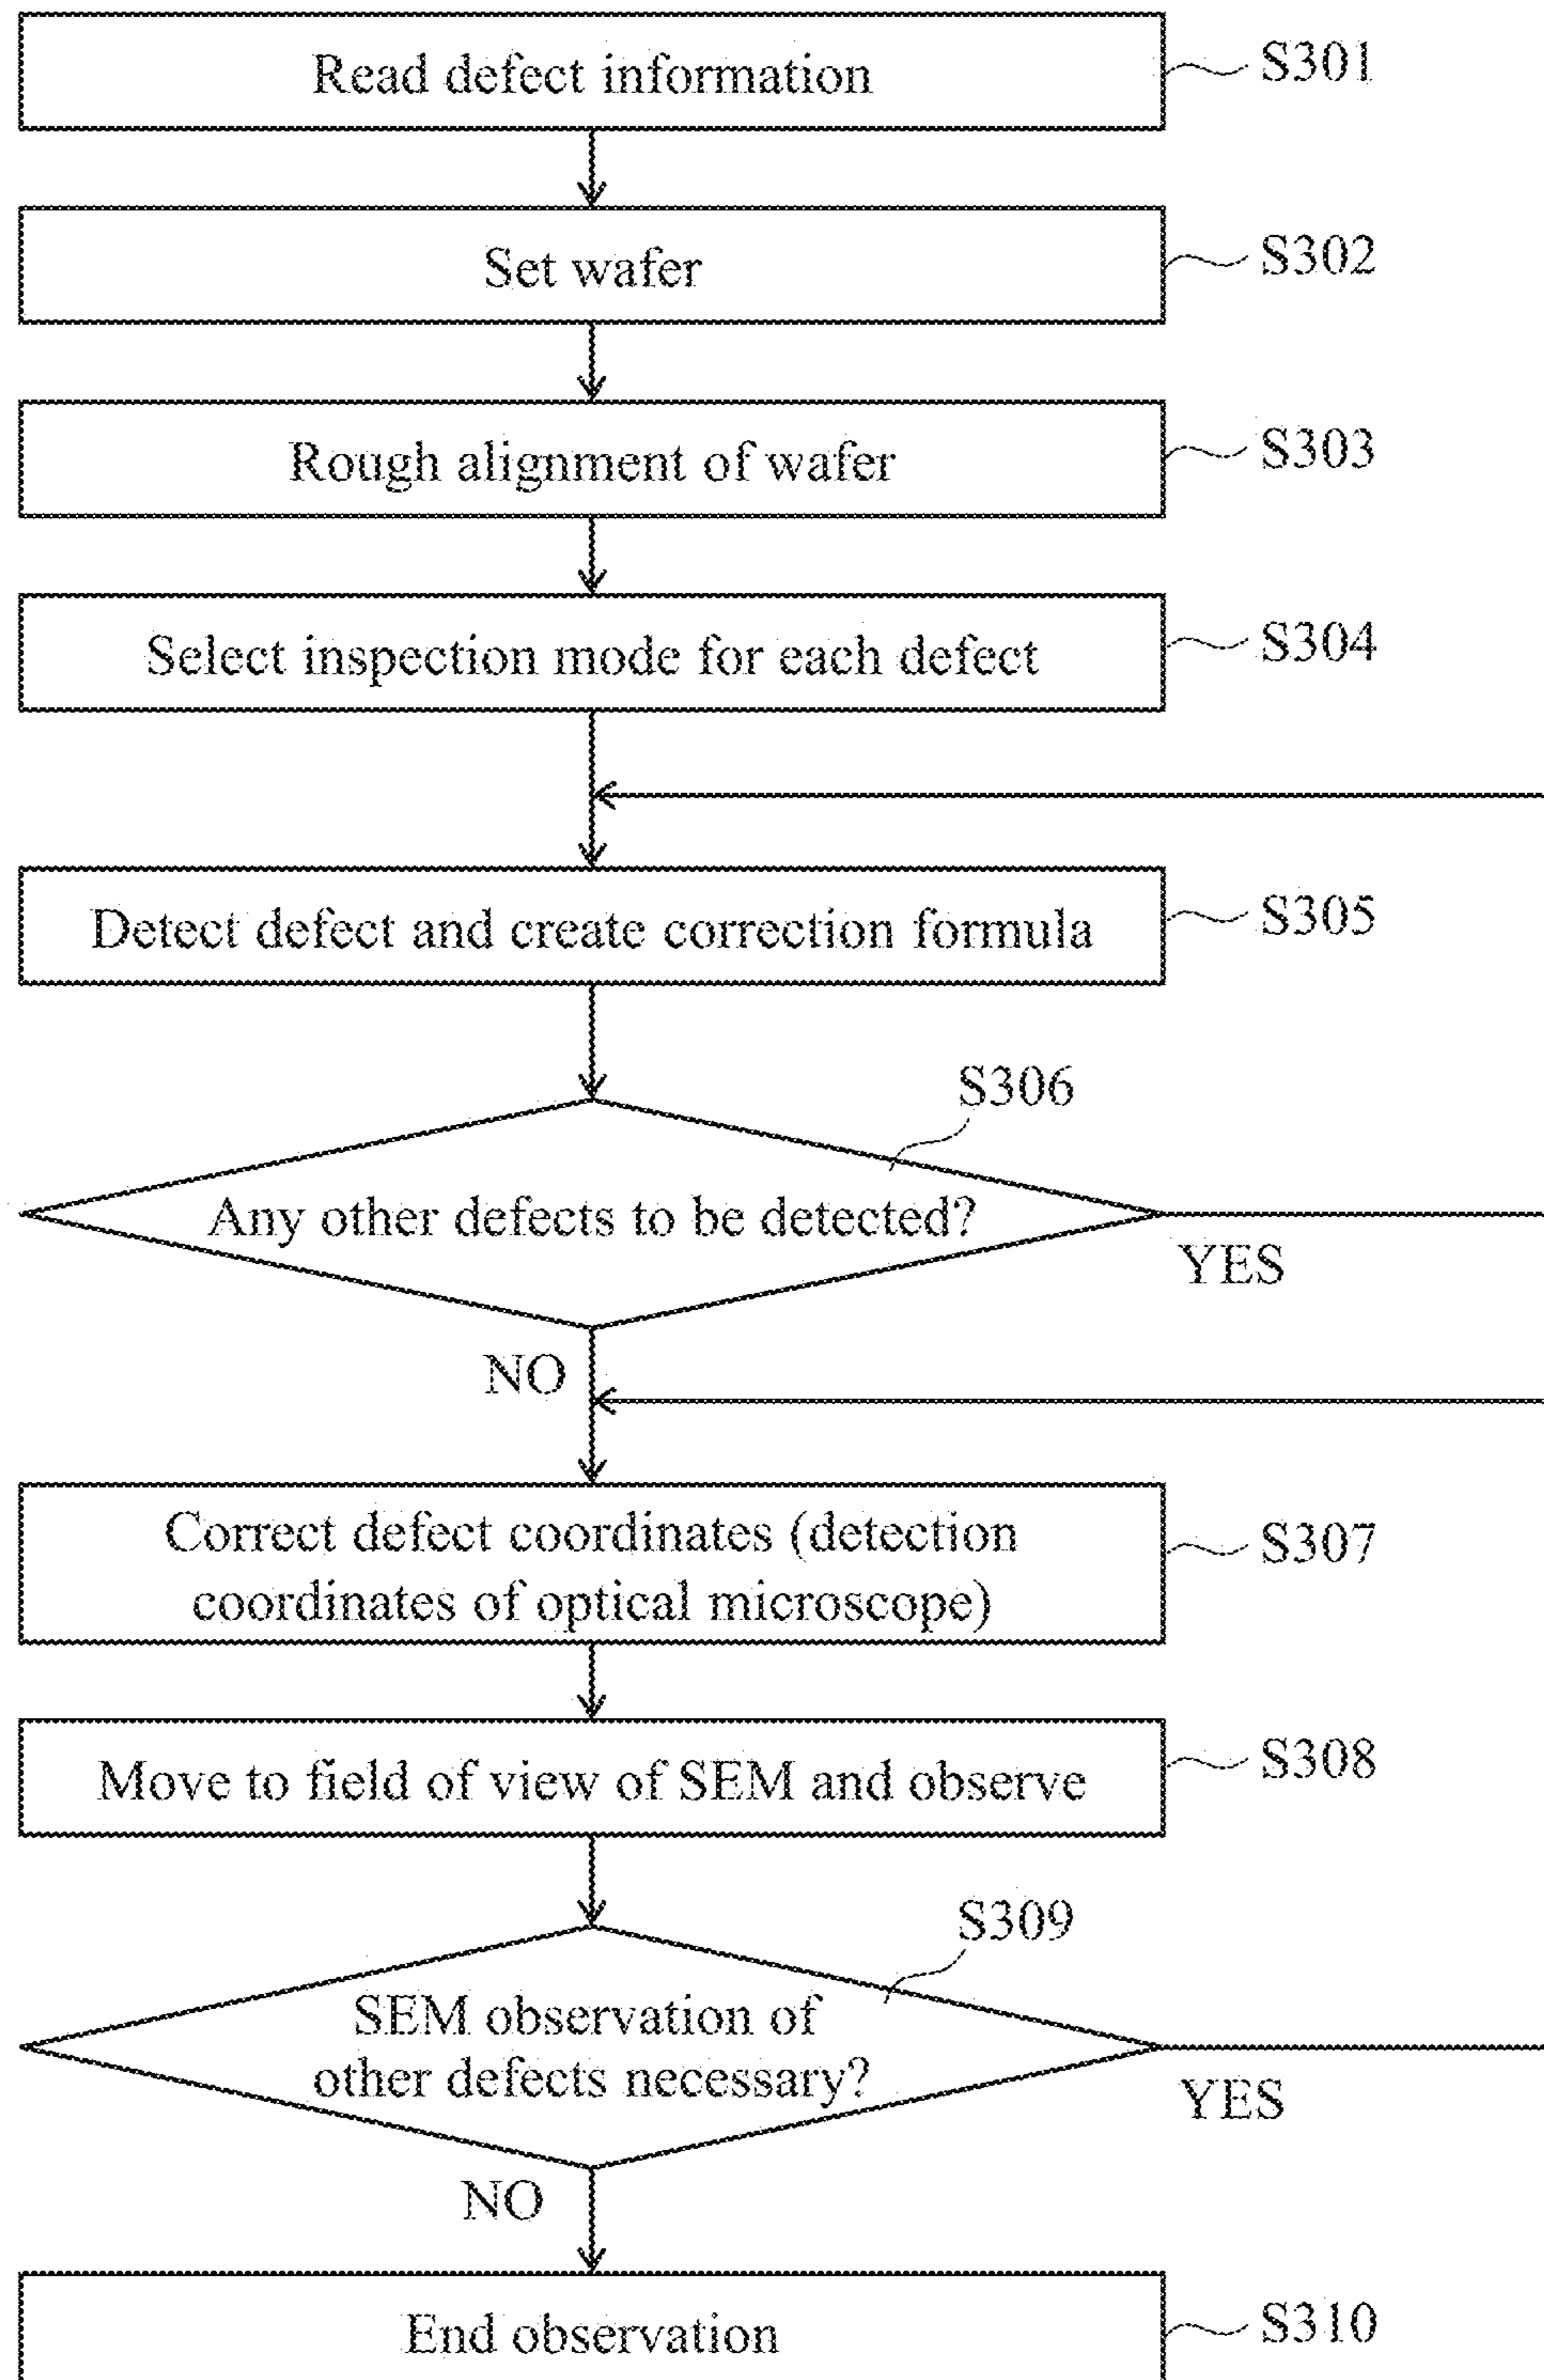 Read defect information
S301
Set wafer
S302
Rough alignment of wafer
S303
Select inspection mode for each defect
S304
Detect defect and create correction formula
S305
S306
Any other defects to be detected?
YES
NO
Correct defect coordinates (detection
coordinates of optical microscope)
S307
Move to field of view of SEM and observe
S308
S309
SEM observation of
other defects necessary?
YES
NO
End observation
S310